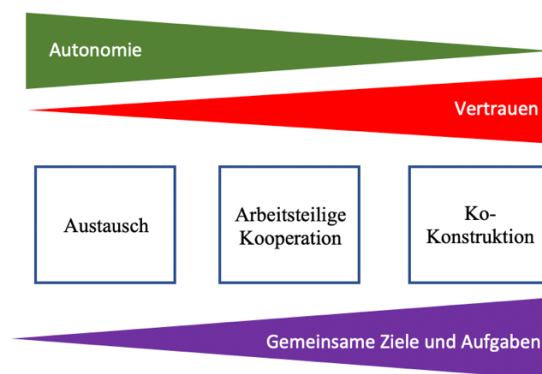 Autonomie
Vertrauen
Austausch
Arbeitsteilige
Kooperation
Ko-
Konstruktion
Gemeinsame Ziele und Aufgaben